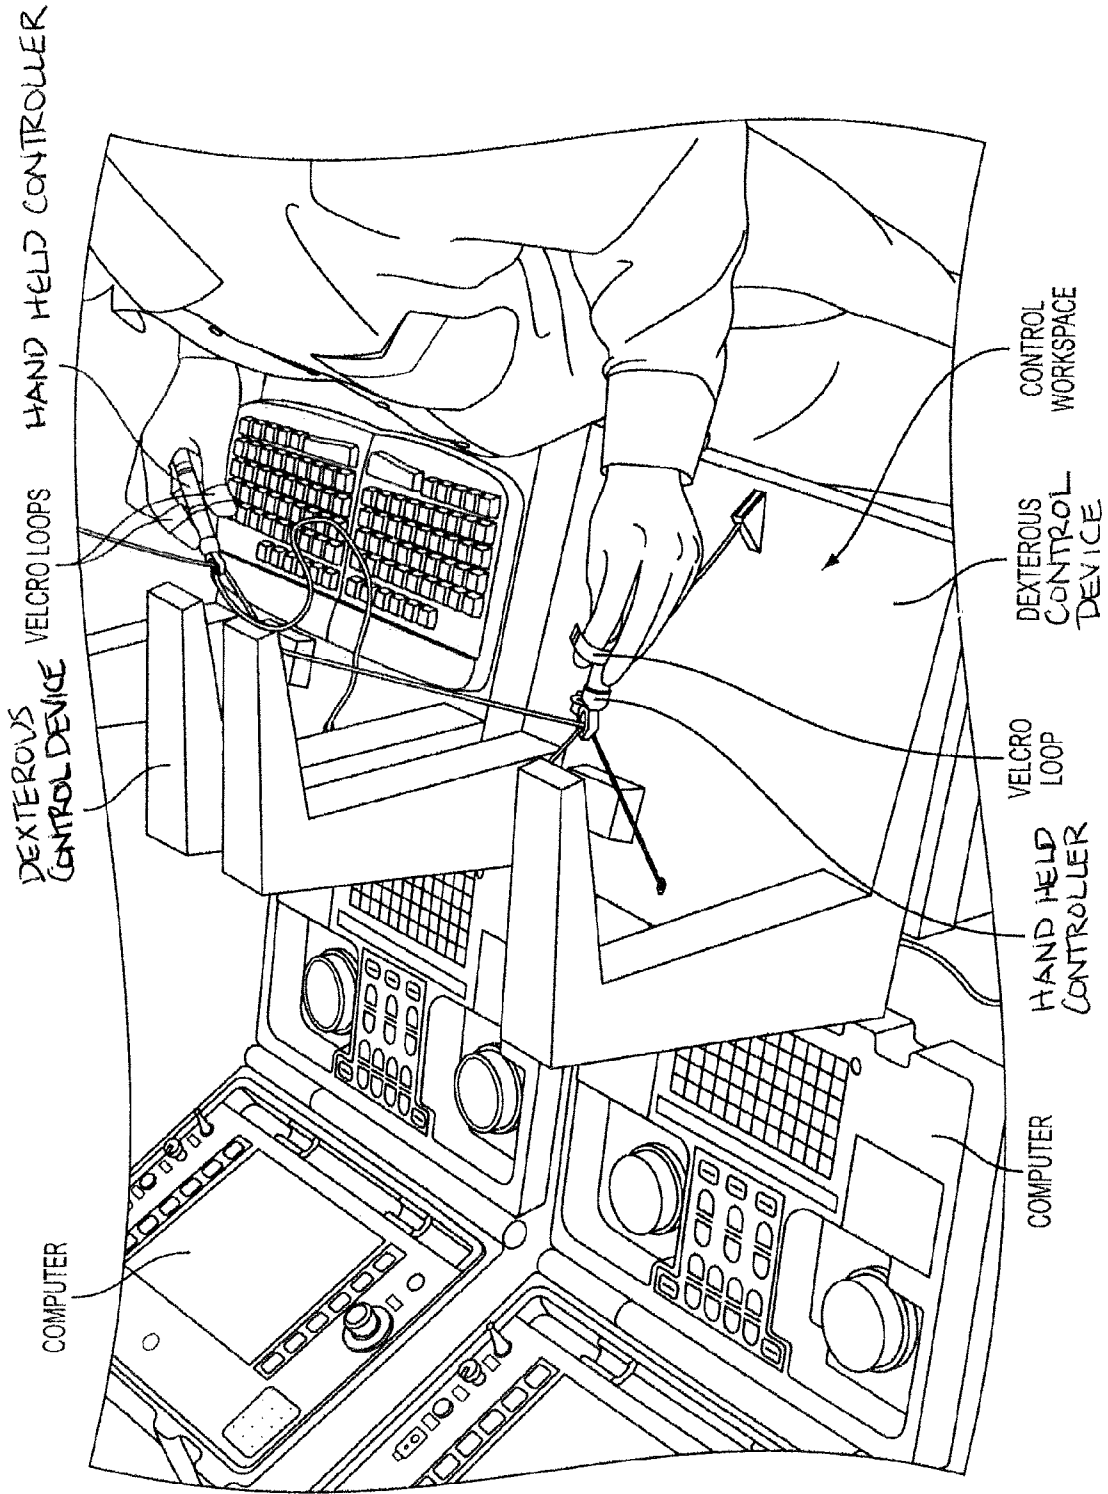 COMPUTER
DEXTEROUS
CONTROL DEVICE
VELCRO LOOPS
HAND HELD CONTROLLER
COMPUTER
HAND HELD
CONTROLLER
VELCRO
LOOP
DEXTEROUS
CONTROL
DEVICE
CONTROL
WORKSPACE